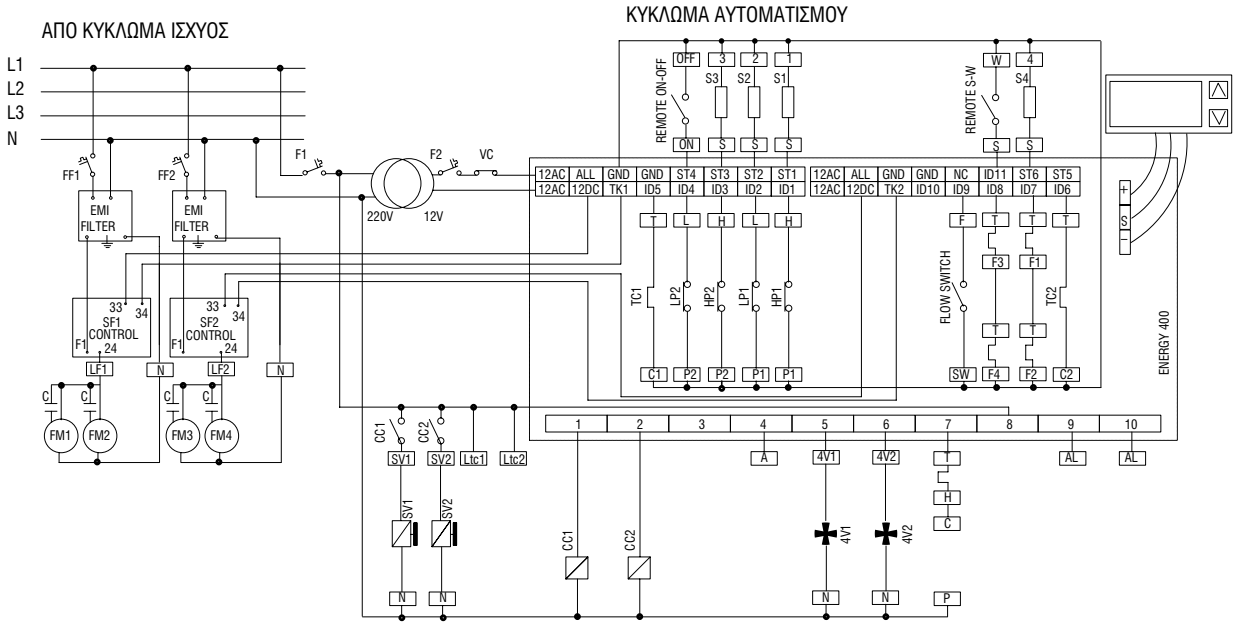 ΑΠΟ ΚΥΚΛΩΜΑ ΙΣΧΥΟΣ
ΚΥΚΛΩΜΑ ΑΥΤΟΜΑΤΙΣΜΟΥ
L1
L2
L3
N
FF1
FF2
F1
F2
VC
220V
12V
EMI
FILTER
EMI
FILTER
33
34
SF1
CONTROL
F1
24
33
34
SF2
CONTROL
F1
24
LF1
N
LF2
N
C
C
C
C
FM1
FM2
FM3
FM4
OFF
3
2
1
W
4
REMOTE ON-OFF
S3
S2
S1
REMOTE S-W
S4
ON
S
S
S
S
S
12AC ALL GND GND ST4 ST3 ST2 ST1
12AC 12DC TK1 ID5 ID4 ID3 ID2 ID1
12AC ALL GND GND NC ID11 ST6 ST5
12AC 12DC TK2 ID10 ID9 ID8 ID7 ID6
+
S
−
T
L
H
L
H
F
T
T
T
F3
F1
TC1
LP2
HP2
LP1
HP1
FLOW SWITCH
TC2
T
T
C1
P2
P2
P1
P1
SW
F4
F2
C2
ENERGY 400
1 2 3 4 5 6 7 8 9 10
CC1
CC2
SV1
SV2
Ltc1
Ltc2
A
4V1
4V2
T
H
C
AL
AL
SV1
SV2
CC1
CC2
4V1
4V2
N
N
N
N
P